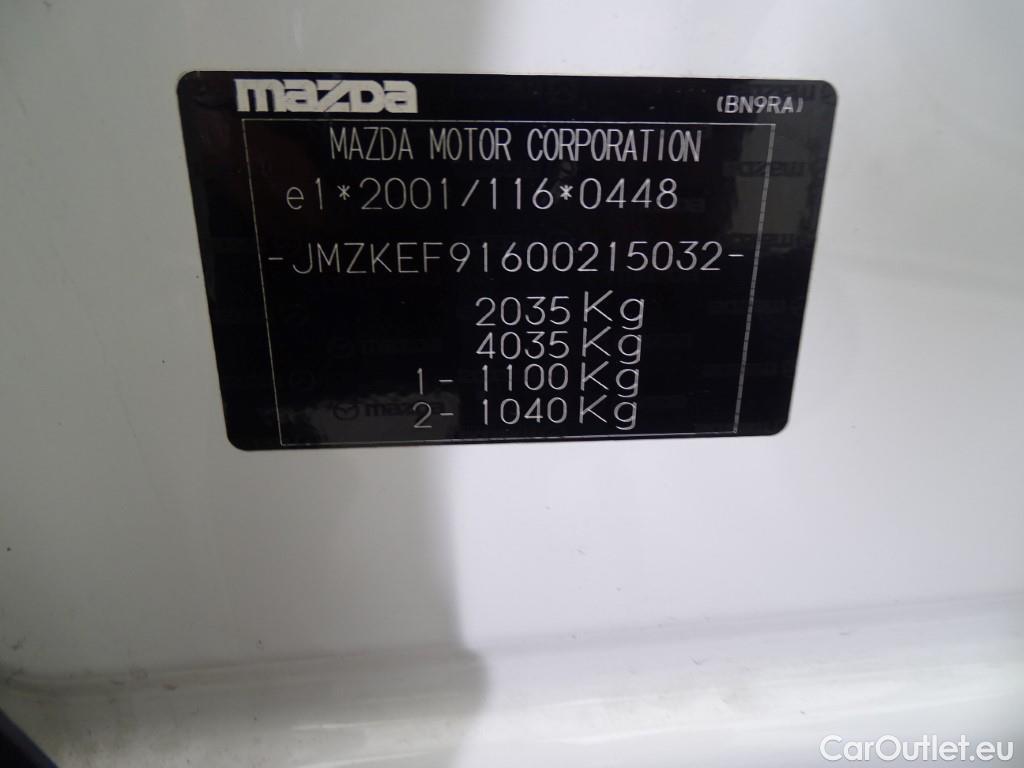 mazda (BN9RA)
MAZDA MOTOR CORPORATION
e1*2001/116*0448
-JMZKEF91600215032-
2035 Kg
4035 Kg
1 - 1100 Kg
2 - 1040 Kg
CarOutlet.eu